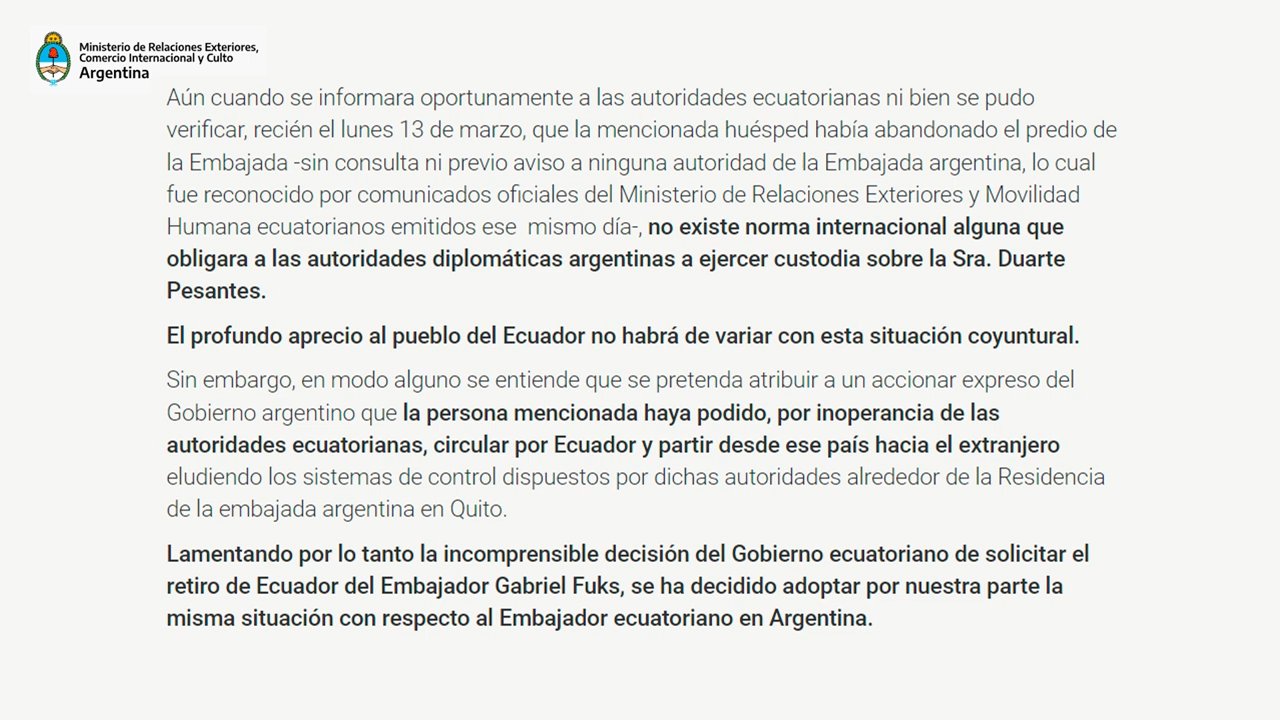 Ministerio de Relaciones Exteriores,
Comercio Internacional y Culto
Argentina
Aún cuando se informara oportunamente a las autoridades ecuatorianas ni bien se pudo
verificar, recién el lunes 13 de marzo, que la mencionada huésped había abandonado el predio de
la Embajada -sin consulta ni previo aviso a ninguna autoridad de la Embajada argentina, lo cual
fue reconocido por comunicados oficiales del Ministerio de Relaciones Exteriores y Movilidad
Humana ecuatorianos emitidos ese  mismo día-, no existe norma internacional alguna que
obligara a las autoridades diplomáticas argentinas a ejercer custodia sobre la Sra. Duarte
Pesantes.
El profundo aprecio al pueblo del Ecuador no habrá de variar con esta situación coyuntural.
Sin embargo, en modo alguno se entiende que se pretenda atribuir a un accionar expreso del
Gobierno argentino que la persona mencionada haya podido, por inoperancia de las
autoridades ecuatorianas, circular por Ecuador y partir desde ese país hacia el extranjero
eludiendo los sistemas de control dispuestos por dichas autoridades alrededor de la Residencia
de la embajada argentina en Quito.
Lamentando por lo tanto la incomprensible decisión del Gobierno ecuatoriano de solicitar el
retiro de Ecuador del Embajador Gabriel Fuks, se ha decidido adoptar por nuestra parte la
misma situación con respecto al Embajador ecuatoriano en Argentina.